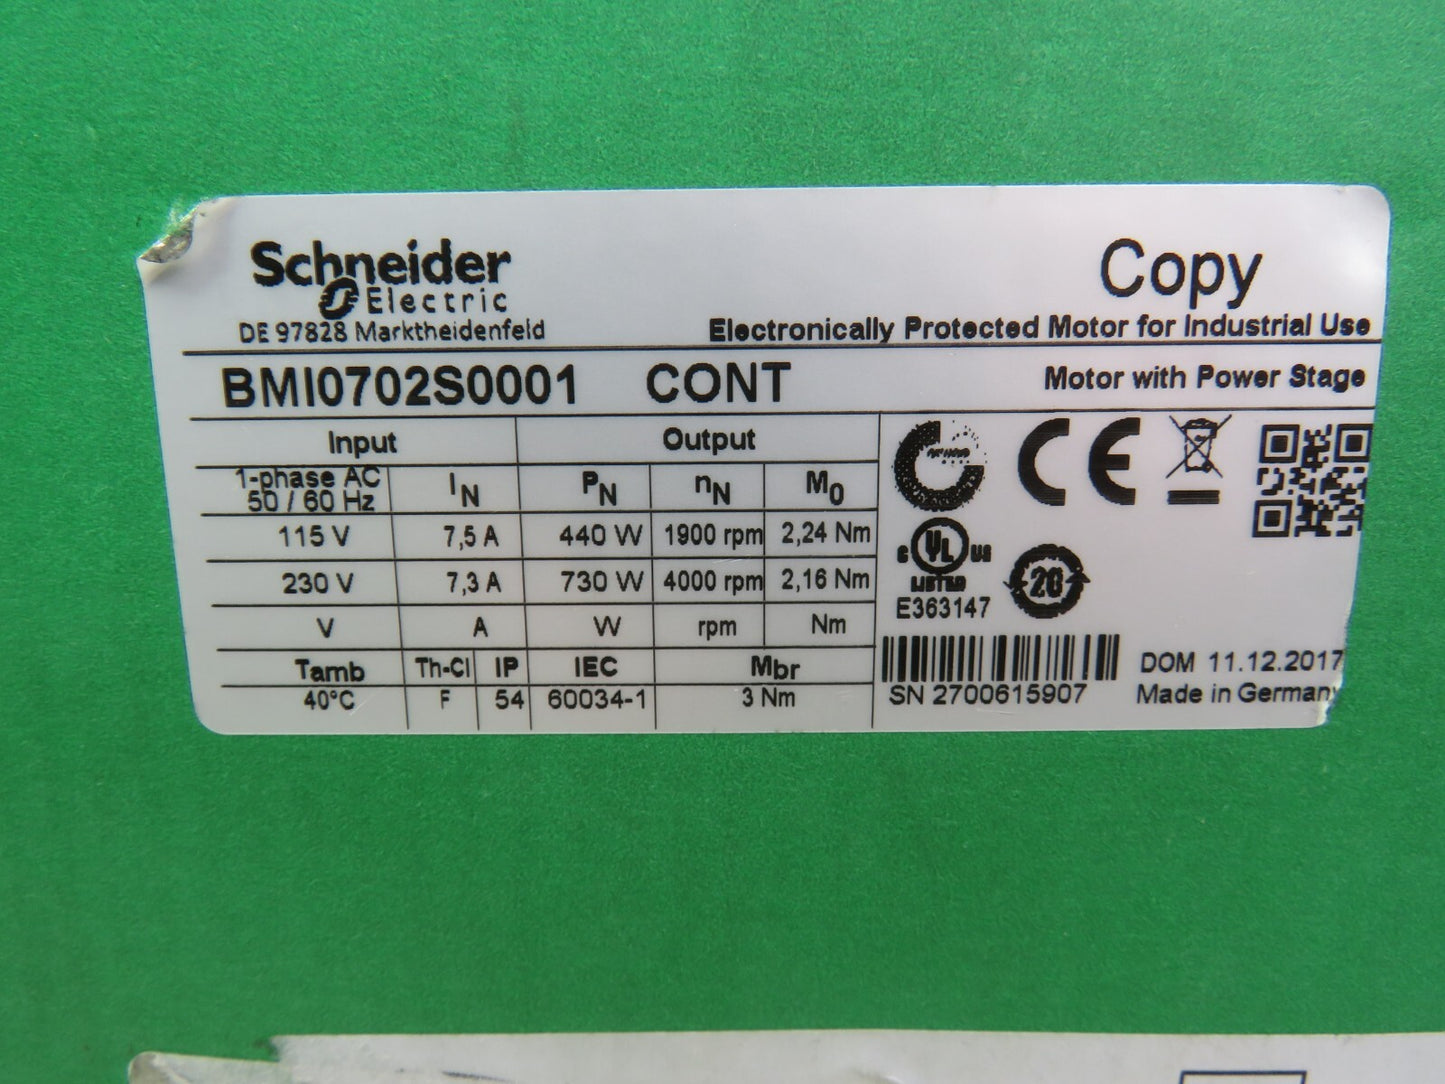 Schneider
Electric
DE 97828 Marktheidenfeld
Copy
Electronically Protected Motor for Industrial Use
BMI0702S0001 CONT Motor with Power Stage
Input Output
1-phase AC 50 / 60 Hz IN PN nN M0
115 V 7,5 A 440 W 1900 rpm 2,24 Nm
230 V 7,3 A 730 W 4000 rpm 2,16 Nm
V A W rpm Nm
Tamb Th-Cl IP IEC Mbr
40°C F 54 60034-1 3 Nm
CE
c UL us
LISTED
E363147
20
SN 2700615907
DOM 11.12.2017
Made in Germany